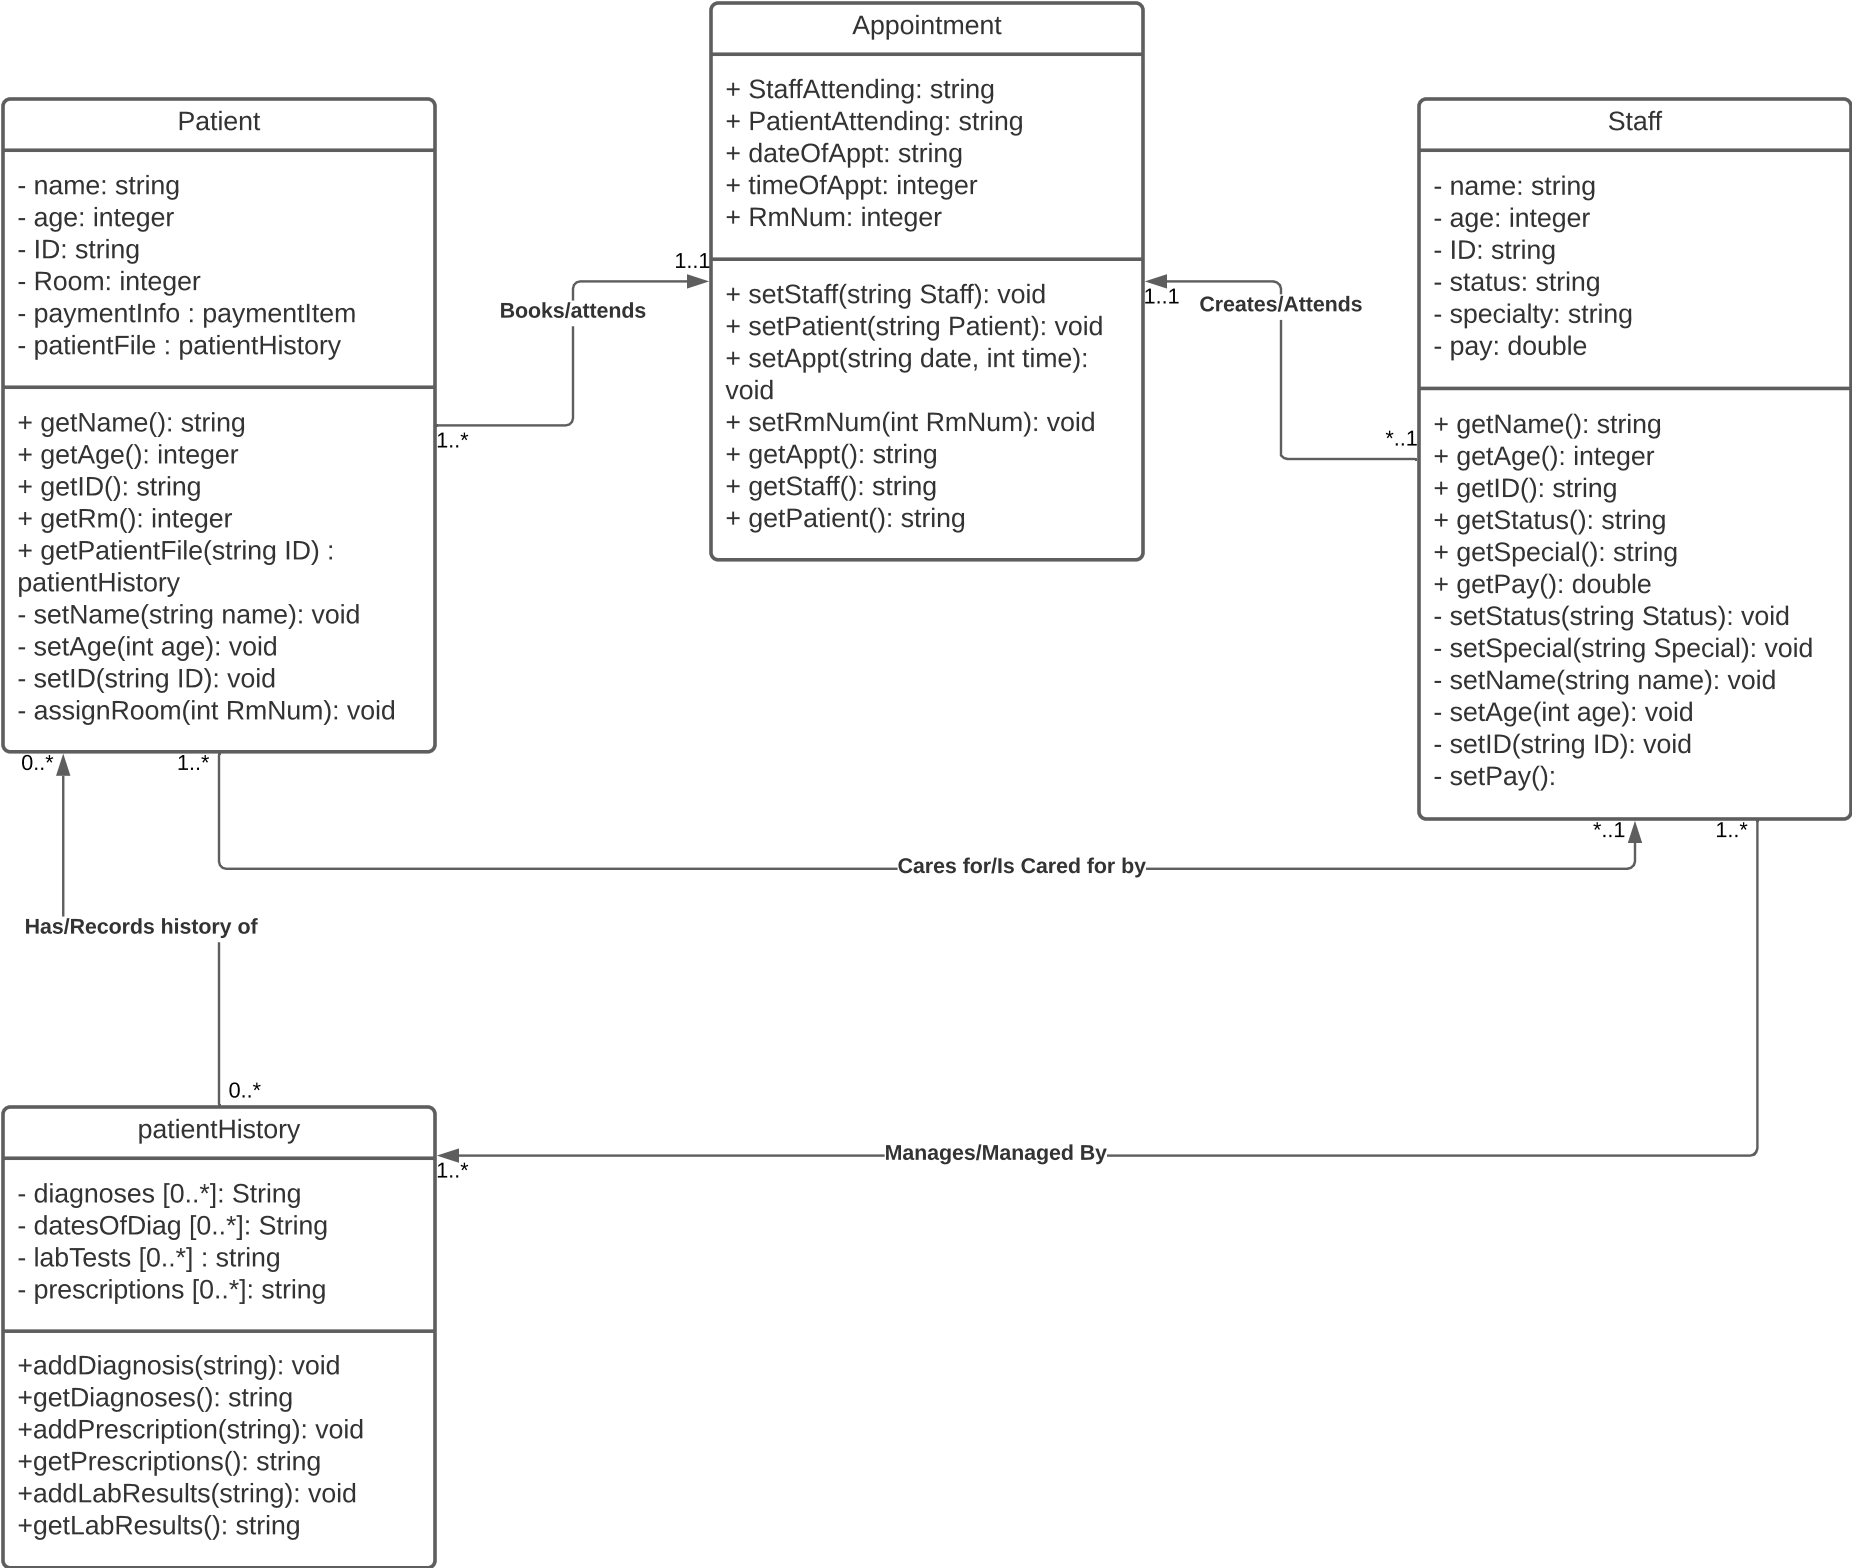 Appointment
+ StaffAttending: string
+ PatientAttending: string
+ dateOfAppt: string
+ timeOfAppt: integer
+ RmNum: integer
+ setStaff(string Staff): void
+ setPatient(string Patient): void
+ setAppt(string date, int time):
void
+ setRmNum(int RmNum): void
+ getAppt(): string
+ getStaff(): string
+ getPatient(): string
Patient
- name: string
- age: integer
- ID: string
- Room: integer
- paymentInfo : paymentItem
- patientFile : patientHistory
+ getName(): string
+ getAge(): integer
+ getID(): string
+ getRm(): integer
+ getPatientFile(string ID) :
patientHistory
- setName(string name): void
- setAge(int age): void
- setID(string ID): void
- assignRoom(int RmNum): void
1..1
Books/attends
1..*
1..1
Creates/Attends
*..1
Staff
- name: string
- age: integer
- ID: string
- status: string
- specialty: string
- pay: double
+ getName(): string
+ getAge(): integer
+ getID(): string
+ getStatus(): string
+ getSpecial(): string
+ getPay(): double
- setStatus(string Status): void
- setSpecial(string Special): void
- setName(string name): void
- setAge(int age): void
- setID(string ID): void
- setPay():
0..*
1..*
*..1
1..*
Cares for/Is Cared for by
Has/Records history of
0..*
patientHistory
- diagnoses [0..*]: String
- datesOfDiag [0..*]: String
- labTests [0..*] : string
- prescriptions [0..*]: string
+addDiagnosis(string): void
+getDiagnoses(): string
+addPrescription(string): void
+getPrescriptions(): string
+addLabResults(string): void
+getLabResults(): string
1..*
Manages/Managed By